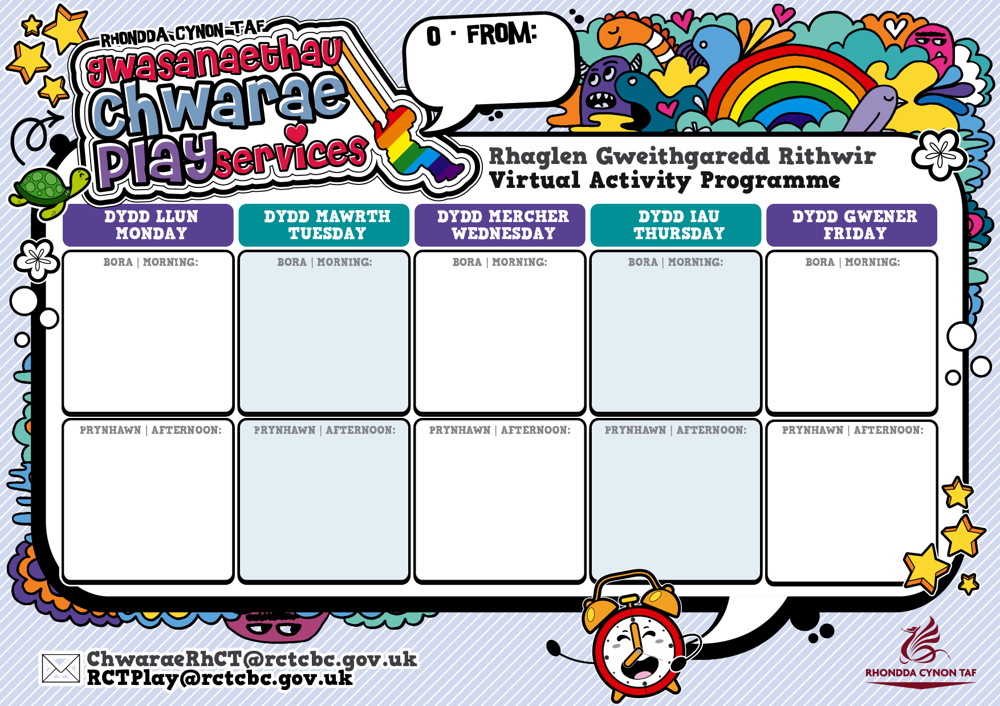 RHONDDA CYNON TAF
gwasanaethau
chwarae
play services
O · FROM:
Rhaglen Gweithgaredd Rithwir
Virtual Activity Programme
DYDD LLUN
MONDAY
DYDD MAWRTH
TUESDAY
DYDD MERCHER
WEDNESDAY
DYDD IAU
THURSDAY
DYDD GWENER
FRIDAY
BORA | MORNING:
BORA | MORNING:
BORA | MORNING:
BORA | MORNING:
BORA | MORNING:
PRYNHAWN | AFTERNOON:
PRYNHAWN | AFTERNOON:
PRYNHAWN | AFTERNOON:
PRYNHAWN | AFTERNOON:
PRYNHAWN | AFTERNOON:
ChwaraeRhCT@rctcbc.gov.uk
RCTPlay@rctcbc.gov.uk
RHONDDA CYNON TAF